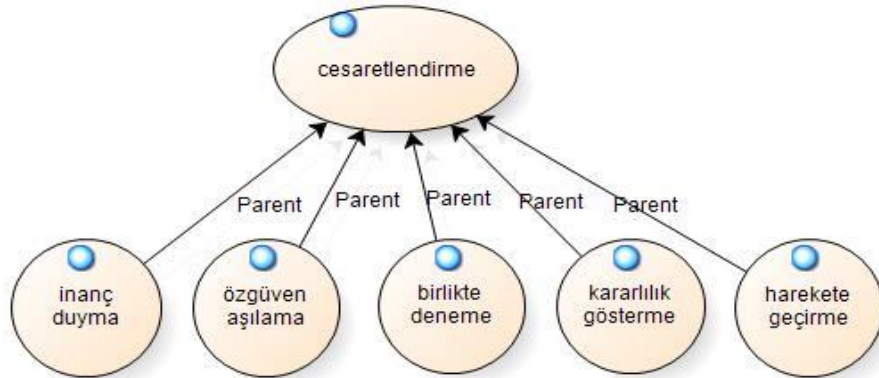 cesaretlendirme
Parent
Parent
Parent
Parent
Parent
inanç
duyma
özgüven
aşılama
birlikte
deneme
kararlılık
gösterme
harekete
geçirme